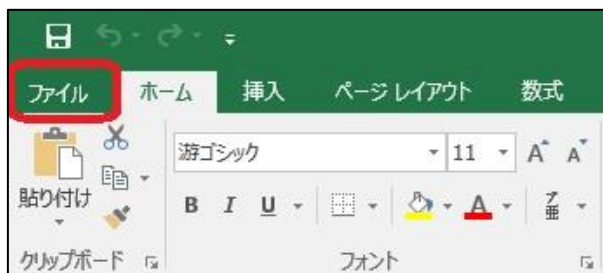 ファイル ホーム 挿入 ページ レイアウト 数式
游ゴシック 11 A A
貼り付け B I U A ア亜
クリップボード フォント